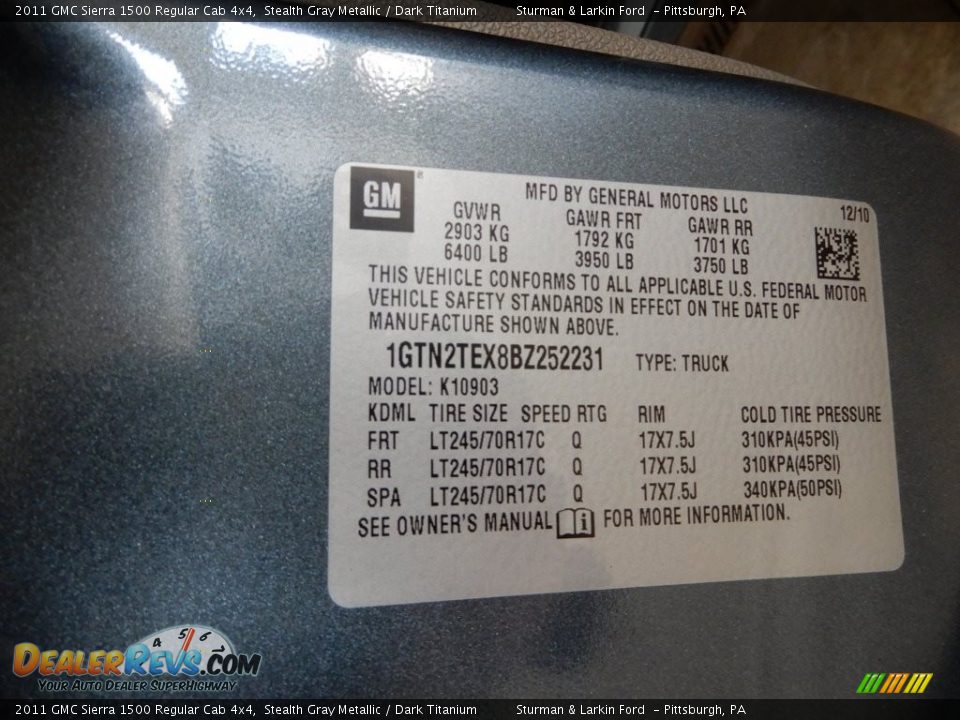 2011 GMC Sierra 1500 Regular Cab 4x4, Stealth Gray Metallic / Dark Titanium Sturman & Larkin Ford - Pittsburgh, PA
GM®
MFD BY GENERAL MOTORS LLC
12/10
GVWR GAWR FRT GAWR RR
2903 KG 1792 KG 1701 KG
6400 LB 3950 LB 3750 LB
THIS VEHICLE CONFORMS TO ALL APPLICABLE U.S. FEDERAL MOTOR
VEHICLE SAFETY STANDARDS IN EFFECT ON THE DATE OF
MANUFACTURE SHOWN ABOVE.
1GTN2TEX8BZ252231 TYPE: TRUCK
MODEL: K10903
KDML TIRE SIZE SPEED RTG RIM COLD TIRE PRESSURE
FRT LT245/70R17C Q 17X7.5J 310KPA(45PSI)
RR LT245/70R17C Q 17X7.5J 310KPA(45PSI)
SPA LT245/70R17C Q 17X7.5J 340KPA(50PSI)
SEE OWNER'S MANUAL i FOR MORE INFORMATION.
4 5 6
DEALERREVS.COM
YOUR AUTO DEALER SUPERHIGHWAY
2011 GMC Sierra 1500 Regular Cab 4x4, Stealth Gray Metallic / Dark Titanium Sturman & Larkin Ford - Pittsburgh, PA